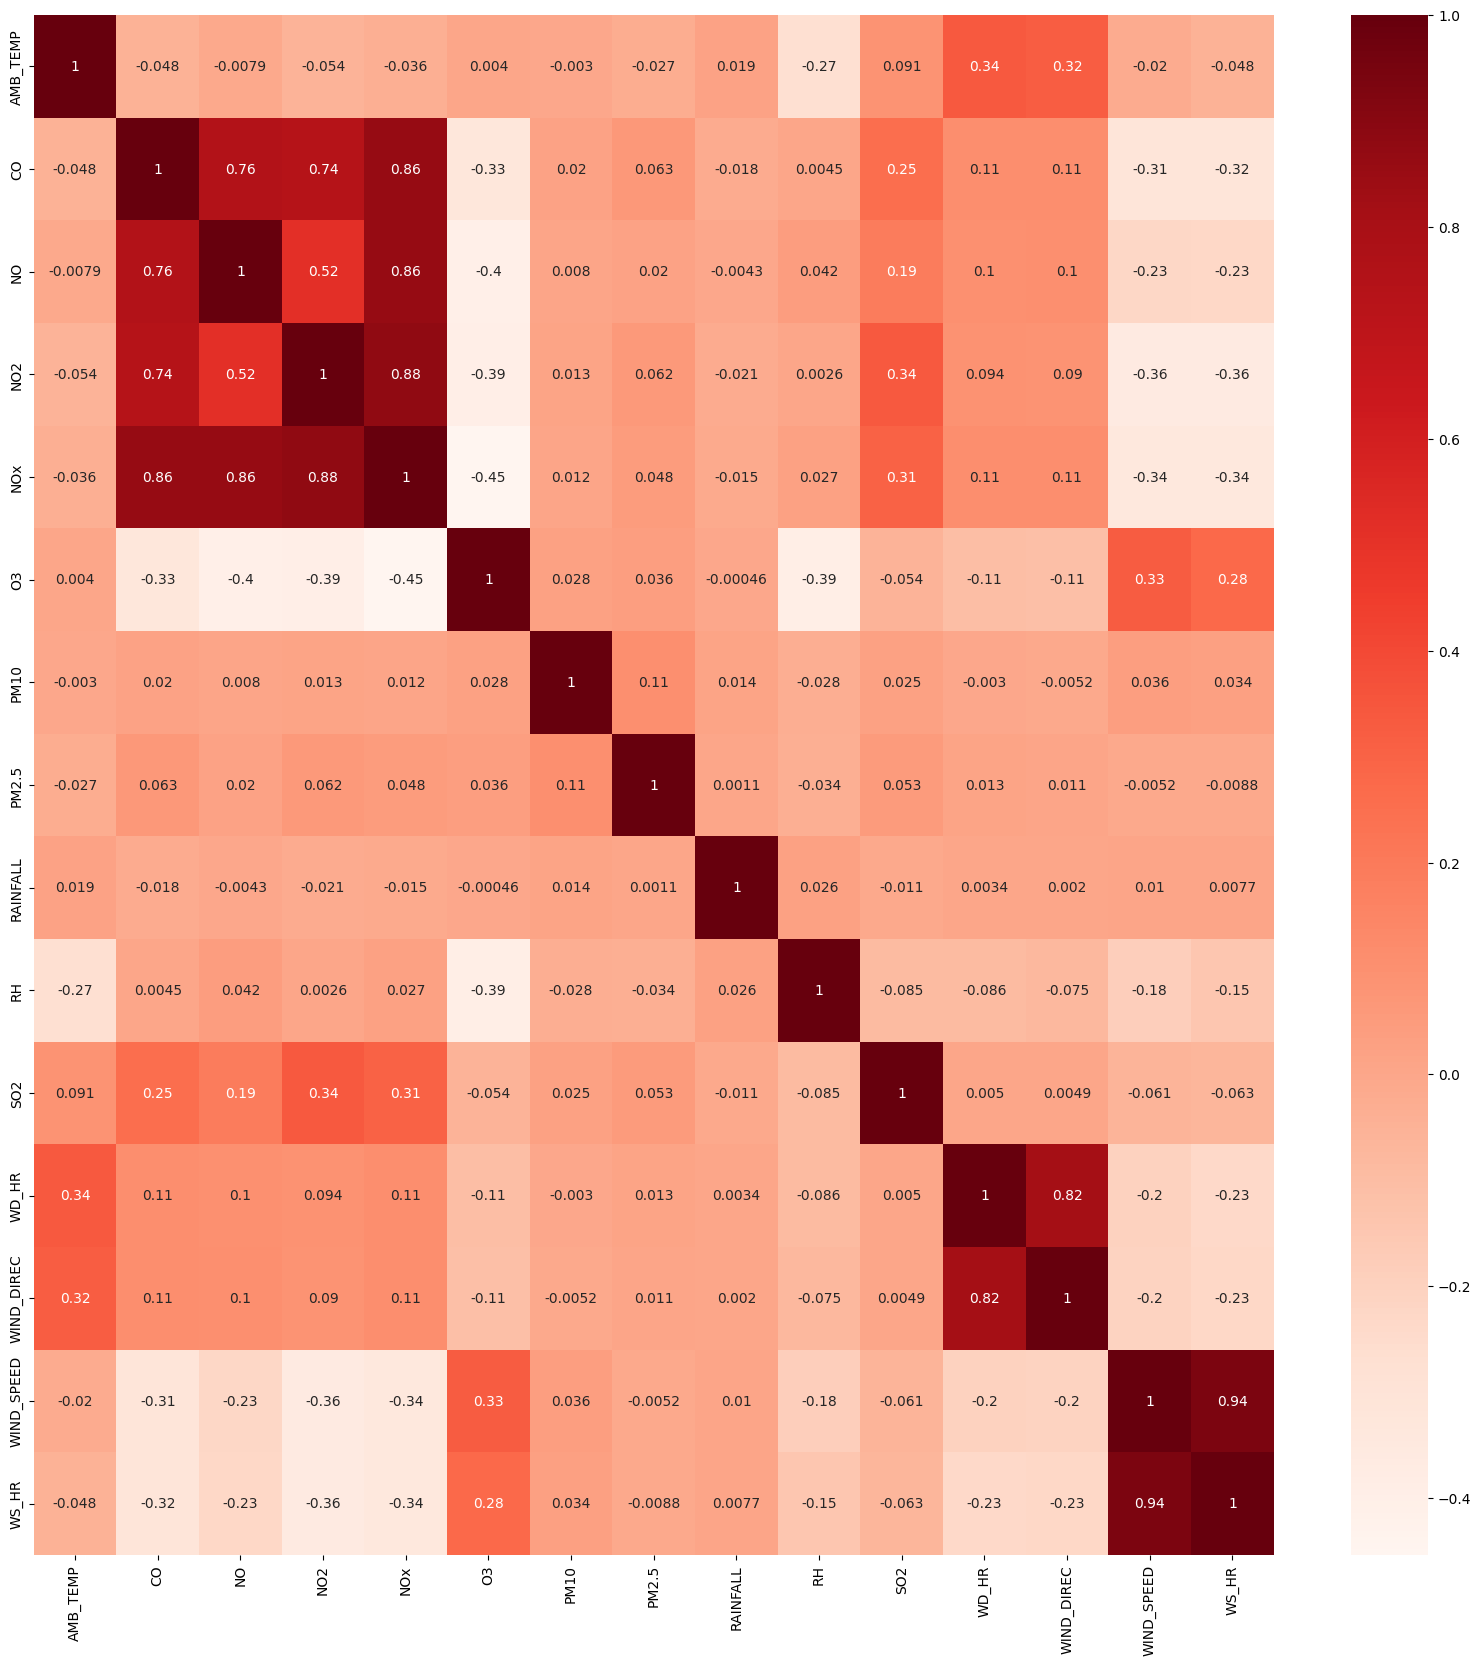 AMB_TEMP 1 -0.048 -0.0079 -0.054 -0.036 0.004 -0.003 -0.027 0.019 -0.27 0.091 0.34 0.32 -0.02 -0.048
CO -0.048 1 0.76 0.74 0.86 -0.33 0.02 0.063 -0.018 0.0045 0.25 0.11 0.11 -0.31 -0.32
NO -0.0079 0.76 1 0.52 0.86 -0.4 0.008 0.02 -0.0043 0.042 0.19 0.1 0.1 -0.23 -0.23
NO2 -0.054 0.74 0.52 1 0.88 -0.39 0.013 0.062 -0.021 0.0026 0.34 0.094 0.09 -0.36 -0.36
NOx -0.036 0.86 0.86 0.88 1 -0.45 0.012 0.048 -0.015 0.027 0.31 0.11 0.11 -0.34 -0.34
O3 0.004 -0.33 -0.4 -0.39 -0.45 1 0.028 0.036 -0.00046 -0.39 -0.054 -0.11 -0.11 0.33 0.28
PM10 -0.003 0.02 0.008 0.013 0.012 0.028 1 0.11 0.014 -0.028 0.025 -0.003 -0.0052 0.036 0.034
PM2.5 -0.027 0.063 0.02 0.062 0.048 0.036 0.11 1 0.0011 -0.034 0.053 0.013 0.011 -0.0052 -0.0088
RAINFALL 0.019 -0.018 -0.0043 -0.021 -0.015 -0.00046 0.014 0.0011 1 0.026 -0.011 0.0034 0.002 0.01 0.0077
RH -0.27 0.0045 0.042 0.0026 0.027 -0.39 -0.028 -0.034 0.026 1 -0.085 -0.086 -0.075 -0.18 -0.15
SO2 0.091 0.25 0.19 0.34 0.31 -0.054 0.025 0.053 -0.011 -0.085 1 0.005 0.0049 -0.061 -0.063
WD_HR 0.34 0.11 0.1 0.094 0.11 -0.11 -0.003 0.013 0.0034 -0.086 0.005 1 0.82 -0.2 -0.23
WIND_DIREC 0.32 0.11 0.1 0.09 0.11 -0.11 -0.0052 0.011 0.002 -0.075 0.0049 0.82 1 -0.2 -0.23
WIND_SPEED -0.02 -0.31 -0.23 -0.36 -0.34 0.33 0.036 -0.0052 0.01 -0.18 -0.061 -0.2 -0.2 1 0.94
WS_HR -0.048 -0.32 -0.23 -0.36 -0.34 0.28 0.034 -0.0088 0.0077 -0.15 -0.063 -0.23 -0.23 0.94 1
AMB_TEMP CO NO NO2 NOx O3 PM10 PM2.5 RAINFALL RH SO2 WD_HR WIND_DIREC WIND_SPEED WS_HR
1.0
0.8
0.6
0.4
0.2
0.0
−0.2
−0.4